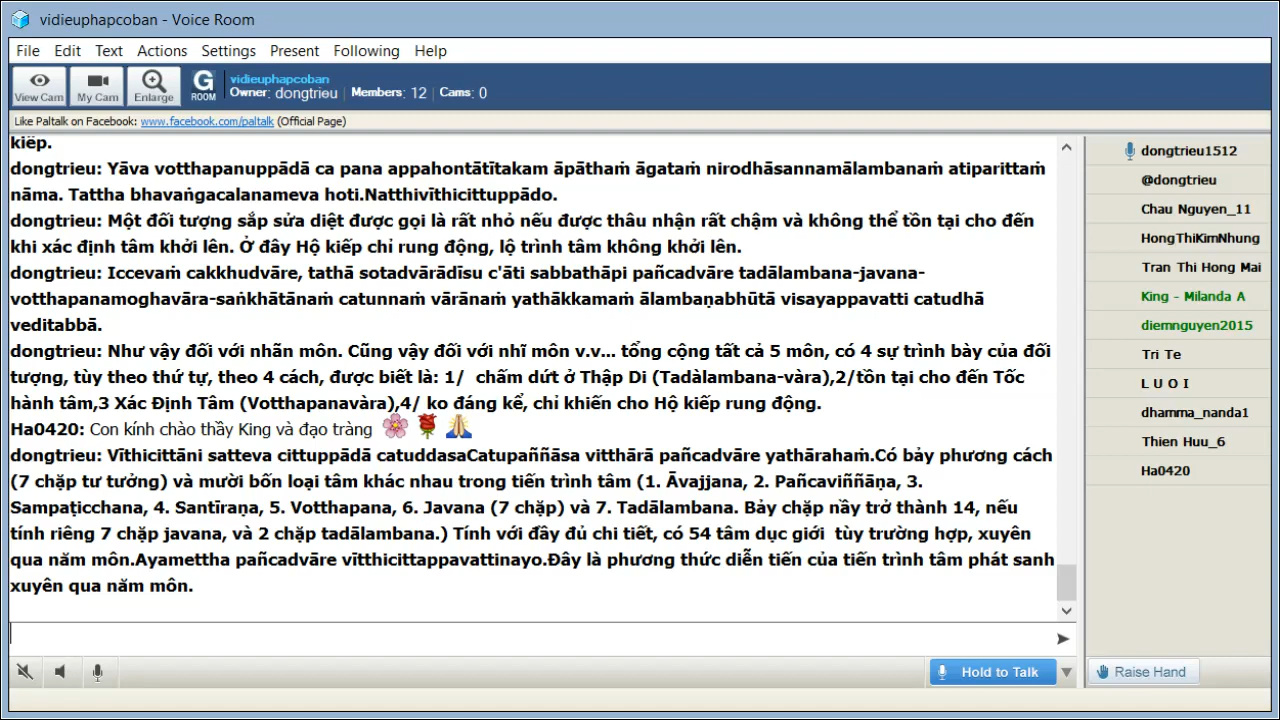 vidieuphapcoban - Voice Room
File Edit Text Actions Settings Present Following Help
View Cam My Cam Enlarge G ROOM vidieuphapcoban
Owner: dongtrieu | Members: 12 | Cams: 0
Like Paltalk on Facebook: www.facebook.com/paltalk (Official Page)
kiếp.
dongtrieu: Yāva votthapanuppādā ca pana appahontātītakam āpāthaṁ āgataṁ nirodhāsannamālambanaṁ atiparittaṁ
nāma. Tattha bhavaṅgacalanameva hoti.Natthivīthicittuppādo.
dongtrieu: Một đối tượng sắp sửa diệt được gọi là rất nhỏ nếu được thâu nhận rất chậm và không thể tồn tại cho đến
khi xác định tâm khởi lên. Ở đây Hộ kiếp chỉ rung động, lộ trình tâm không khởi lên.
dongtrieu: Iccevaṁ cakkhudvāre, tathā sotadvārādīsu c'āti sabbathāpi pañcadvāre tadālambana-javana-
votthapanamoghavāra-saṅkhātānaṁ catunnaṁ vārānaṁ yathākkamaṁ ālambaṇabhūtā visayappavatti catudhā
veditabbā.
dongtrieu: Như vậy đối với nhãn môn. Cũng vậy đối với nhĩ môn v.v... tổng cộng tất cả 5 môn, có 4 sự trình bày của đối
tượng, tùy theo thứ tự, theo 4 cách, được biết là: 1/ chấm dứt ở Thập Di (Tadàlambana-vàra),2/tồn tại cho đến Tốc
hành tâm,3 Xác Định Tâm (Votthapanavàra),4/ ko đáng kể, chỉ khiến cho Hộ kiếp rung động.
Ha0420: Con kính chào thầy King và đạo tràng
dongtrieu: Vīthicittāni satteva cittuppādā catuddasaCatupaññāsa vitthārā pañcadvāre yathārahaṁ.Có bảy phương cách
(7 chặp tư tưởng) và mười bốn loại tâm khác nhau trong tiến trình tâm (1. Āvajjana, 2. Pañcaviññāṇa, 3.
Sampaṭicchana, 4. Santīraṇa, 5. Votthapana, 6. Javana (7 chặp) và 7. Tadālambana. Bảy chặp nầy trở thành 14, nếu
tính riêng 7 chặp javana, và 2 chặp tadālambana.) Tính với đầy đủ chi tiết, có 54 tâm dục giới tùy trường hợp, xuyên
qua năm môn.Ayamettha pañcadvāre vītthicittappavattinayo.Đây là phương thức diễn tiến của tiến trình tâm phát sanh
xuyên qua năm môn.
dongtrieu1512
@dongtrieu
Chau Nguyen_11
HongThiKimNhung
Tran Thi Hong Mai
King - Milanda A
diemnguyen2015
Tri Te
L U O I
dhamma_nanda1
Thien Huu_6
Ha0420
Hold to Talk
Raise Hand